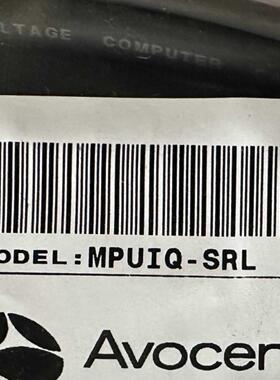 LTAGE COMPUTER
ODEL: MPUIQ-SRL
Avocen